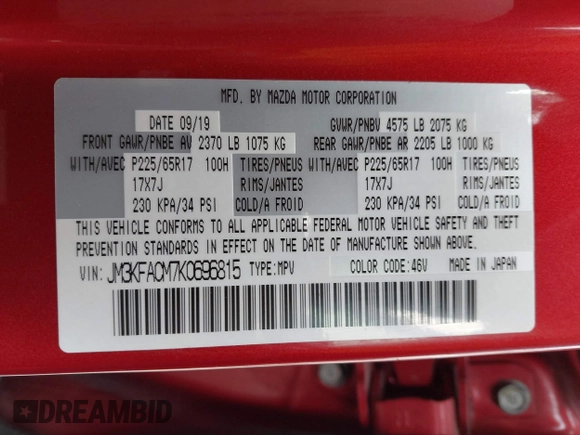 MFD. BY MAZDA MOTOR CORPORATION
DATE 09/19 GVWR/PNBV 4575 LB 2075 KG
FRONT GAWR/PNBE AV 2370 LB 1075 KG REAR GAWR/PNBE AR 2205 LB 1000 KG
WITH/AVEC P225/65R17 100H TIRES/PNEUS WITH/AVEC P225/65R17 100H TIRES/PNEUS
17X7J RIMS/JANTES 17X7J RIMS/JANTES
230 KPA/34 PSI COLD/A FROID 230 KPA/34 PSI COLD/A FROID
THIS VEHICLE CONFORMS TO ALL APPLICABLE FEDERAL MOTOR VEHICLE SAFETY AND THEFT
PREVENTION STANDARDS IN EFFECT ON THE DATE OF MANUFACTURE SHOWN ABOVE.
VIN: JM3KFACM7K0696815 TYPE:MPV COLOR CODE:46V MADE IN JAPAN
DREAMBID